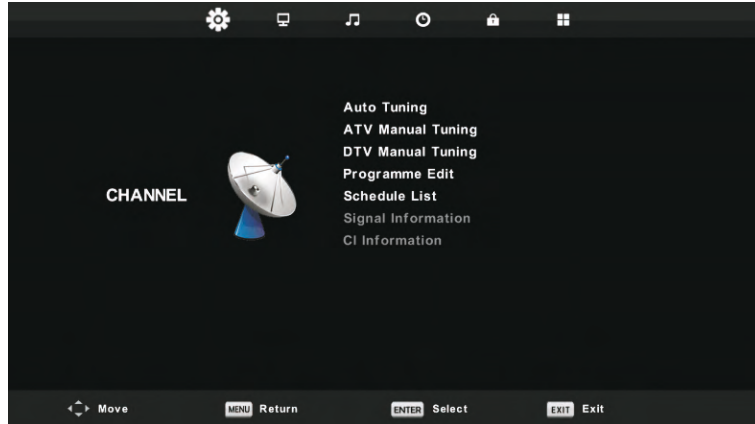 Auto Tuning
ATV Manual Tuning
DTV Manual Tuning
Programme Edit
CHANNEL
Schedule List
Signal Information
CI Information
Move
MENU Return
ENTER Select
EXIT Exit